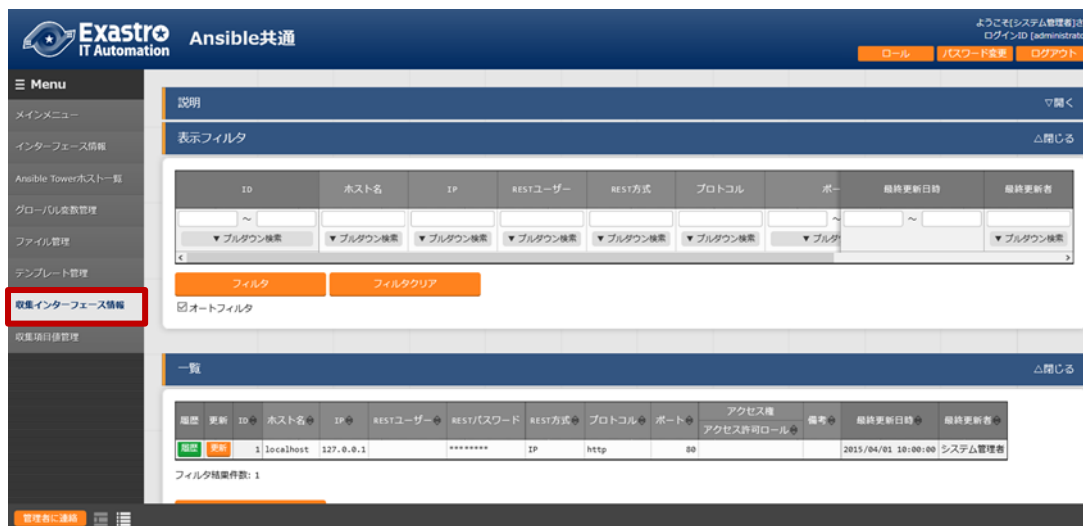 Exastro
IT Automation
Ansible共通
ようこそ[システム管理者]さ
ログインID [administrato
ロール パスワード変更 ログアウト
☰ Menu
メインメニュー
インターフェース情報
Ansible Towerホスト一覧
グローバル変数管理
ファイル管理
テンプレート管理
収集インターフェース情報
収集項目値管理
説明 ▽開く
表示フィルタ △閉じる
ID ホスト名 IP RESTユーザー REST方式 プロトコル ポー 最終更新日時 最終更新者
～ ～ ～
▼ プルダウン検索 ▼ プルダウン検索 ▼ プルダウン検索 ▼ プルダウン検索 ▼ プルダウン検索 ▼ プルダウン検索 ▼ プルダ ▼ プルダウン検索
フィルタ フィルタクリア
☑オートフィルタ
一覧 △閉じる
履歴 更新 ID ホスト名 IP RESTユーザー RESTパスワード REST方式 プロトコル ポート アクセス権 備考 最終更新日時 最終更新者
アクセス許可ロール
履歴 更新 1 localhost 127.0.0.1 ******** IP http 80 2015/04/01 10:00:00 システム管理者
フィルタ結果件数: 1
管理者に連絡